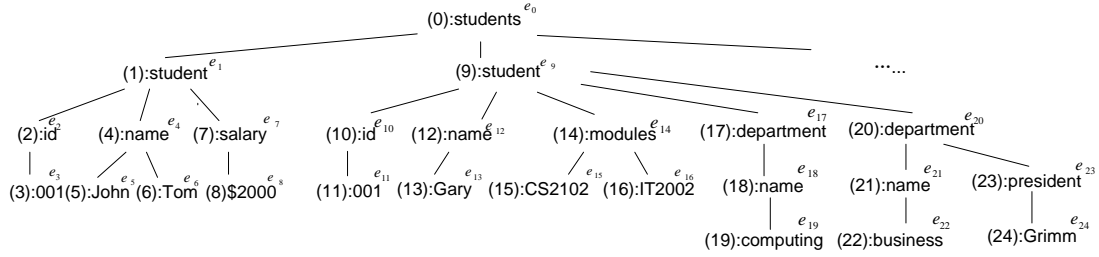 (0):students e0
(1):student e1 (9):student e9 ......
(2):id e2 (4):name e4 (7):salary e7 (10):id e10 (12):name e12 (14):modules e14 (17):department e17 (20):department e20
(3):001 e3 (5):John e5 (6):Tom e6 (8)$2000 e8 (11):001 e11 (13):Gary e13 (15):CS2102 e15 (16):IT2002 e16 (18):name e18 (21):name e21 (23):president e23
(19):computing e19 (22):business e22 (24):Grimm e24